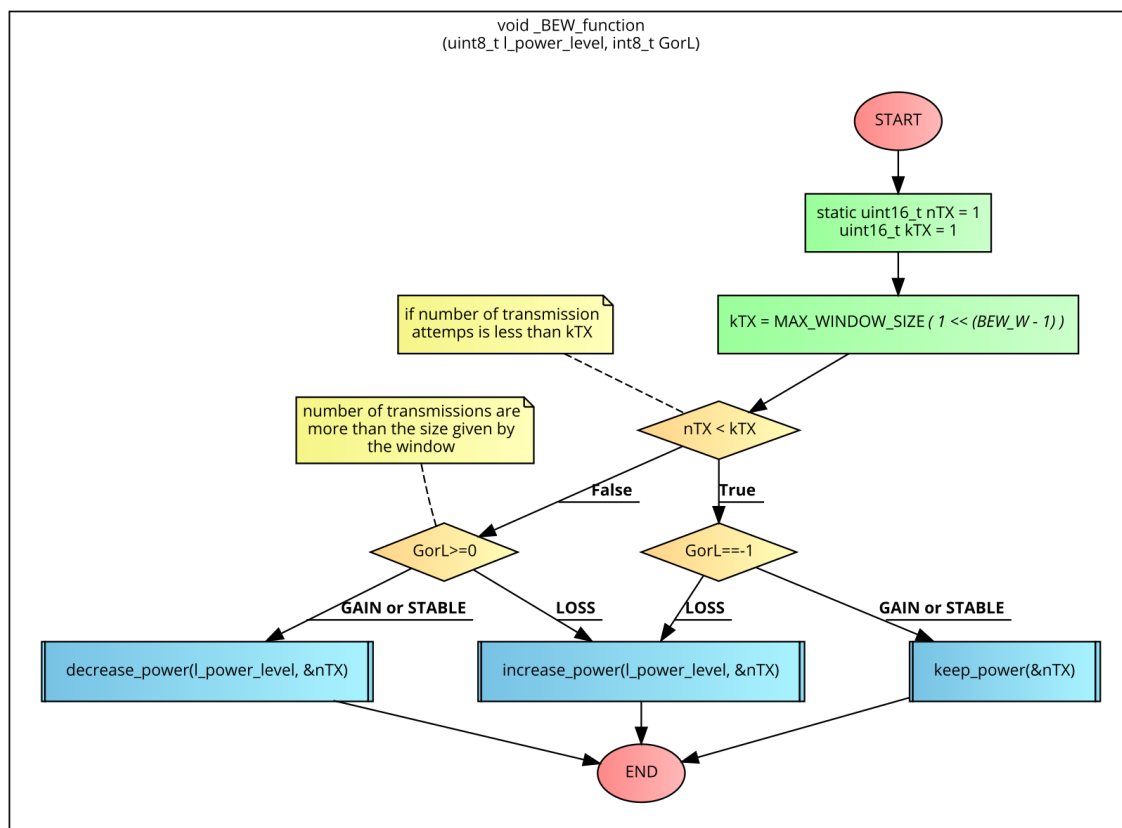 void _BEW_function
(uint8_t l_power_level, int8_t GorL)
START
static uint16_t nTX = 1
uint16_t kTX = 1
kTX = MAX_WINDOW_SIZE ( 1 << (BEW_W - 1) )
if number of transmission
attemps is less than kTX
nTX < kTX
number of transmissions are
more than the size given by
the window
False
True
GorL>=0
GorL==-1
GAIN or STABLE
LOSS
LOSS
GAIN or STABLE
decrease_power(l_power_level, &nTX)
increase_power(l_power_level, &nTX)
keep_power(&nTX)
END